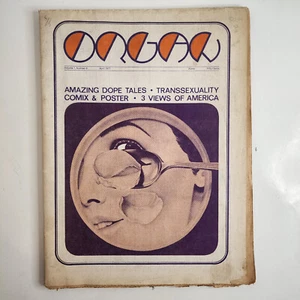 ORGAN
AMAZING DOPE TALES • TRANSSEXUALITY
COMIX & POSTER • 3 VIEWS OF AMERICA